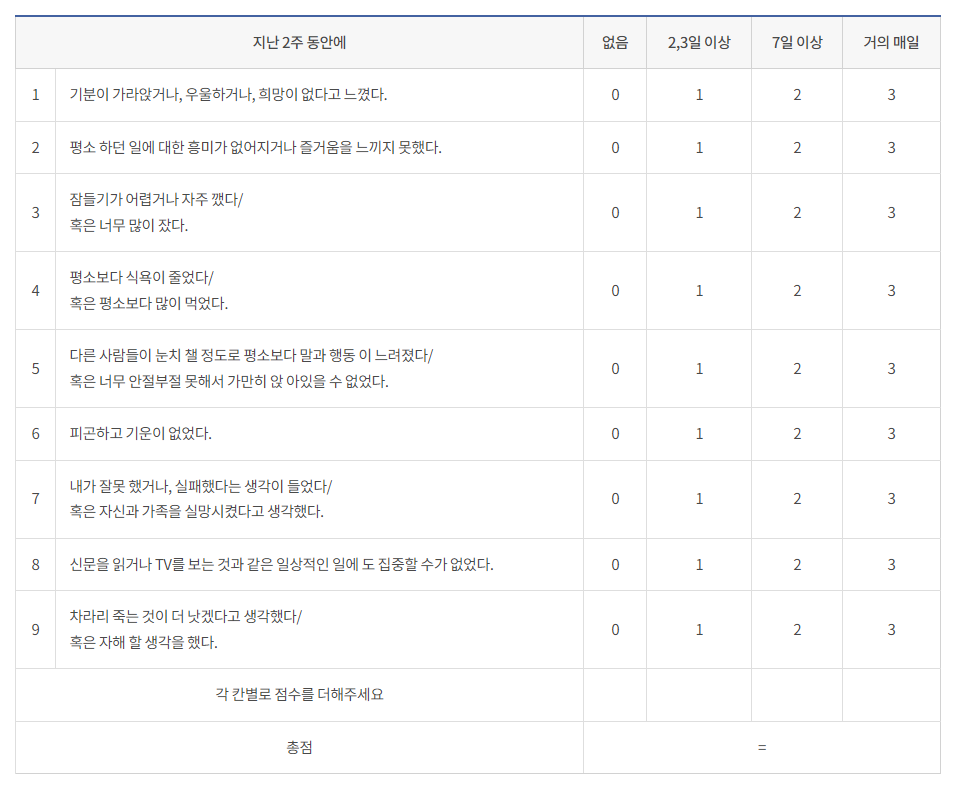 지난 2주 동안에 없음 2,3일 이상 7일 이상 거의 매일
1 기분이 가라앉거나, 우울하거나, 희망이 없다고 느꼈다. 0 1 2 3
2 평소 하던 일에 대한 흥미가 없어지거나 즐거움을 느끼지 못했다. 0 1 2 3
3 잠들기가 어렵거나 자주 깼다/
혹은 너무 많이 잤다. 0 1 2 3
4 평소보다 식욕이 줄었다/
혹은 평소보다 많이 먹었다. 0 1 2 3
5 다른 사람들이 눈치 챌 정도로 평소보다 말과 행동 이 느려졌다/
혹은 너무 안절부절 못해서 가만히 앉 아있을 수 없었다. 0 1 2 3
6 피곤하고 기운이 없었다. 0 1 2 3
7 내가 잘못 했거나, 실패했다는 생각이 들었다/
혹은 자신과 가족을 실망시켰다고 생각했다. 0 1 2 3
8 신문을 읽거나 TV를 보는 것과 같은 일상적인 일에 도 집중할 수가 없었다. 0 1 2 3
9 차라리 죽는 것이 더 낫겠다고 생각했다/
혹은 자해 할 생각을 했다. 0 1 2 3
각 칸별로 점수를 더해주세요
총점 =